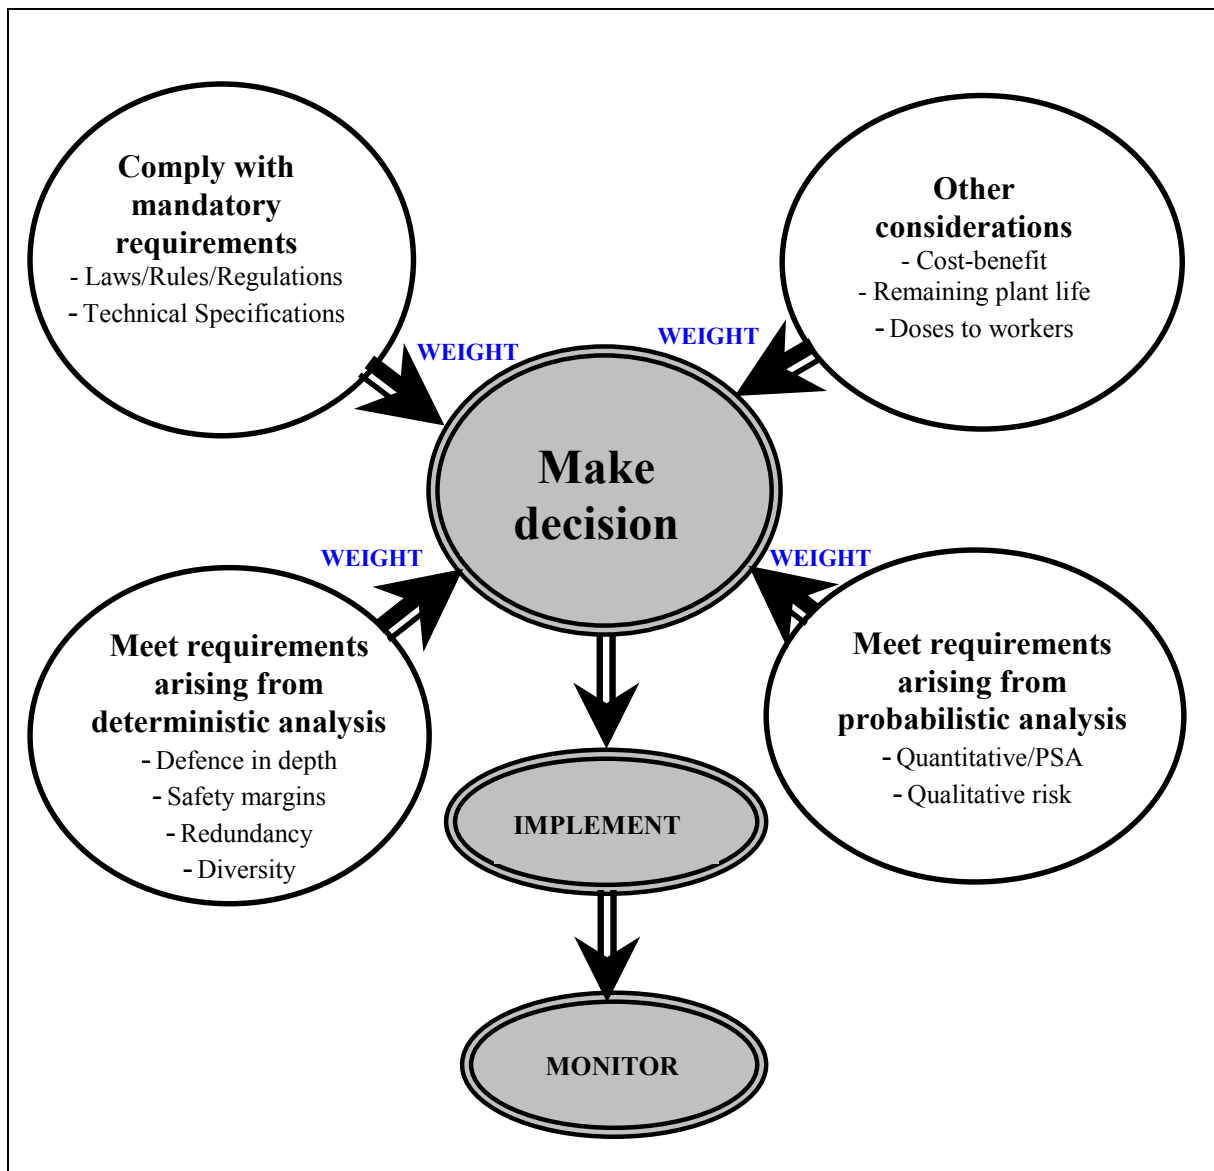 Comply with
mandatory
requirements
- Laws/Rules/Regulations
- Technical Specifications
Other
considerations
- Cost-benefit
- Remaining plant life
- Doses to workers
WEIGHT
WEIGHT
Make
decision
WEIGHT
WEIGHT
Meet requirements
arising from
deterministic analysis
- Defence in depth
- Safety margins
- Redundancy
- Diversity
Meet requirements
arising from
probabilistic analysis
- Quantitative/PSA
- Qualitative risk
IMPLEMENT
MONITOR